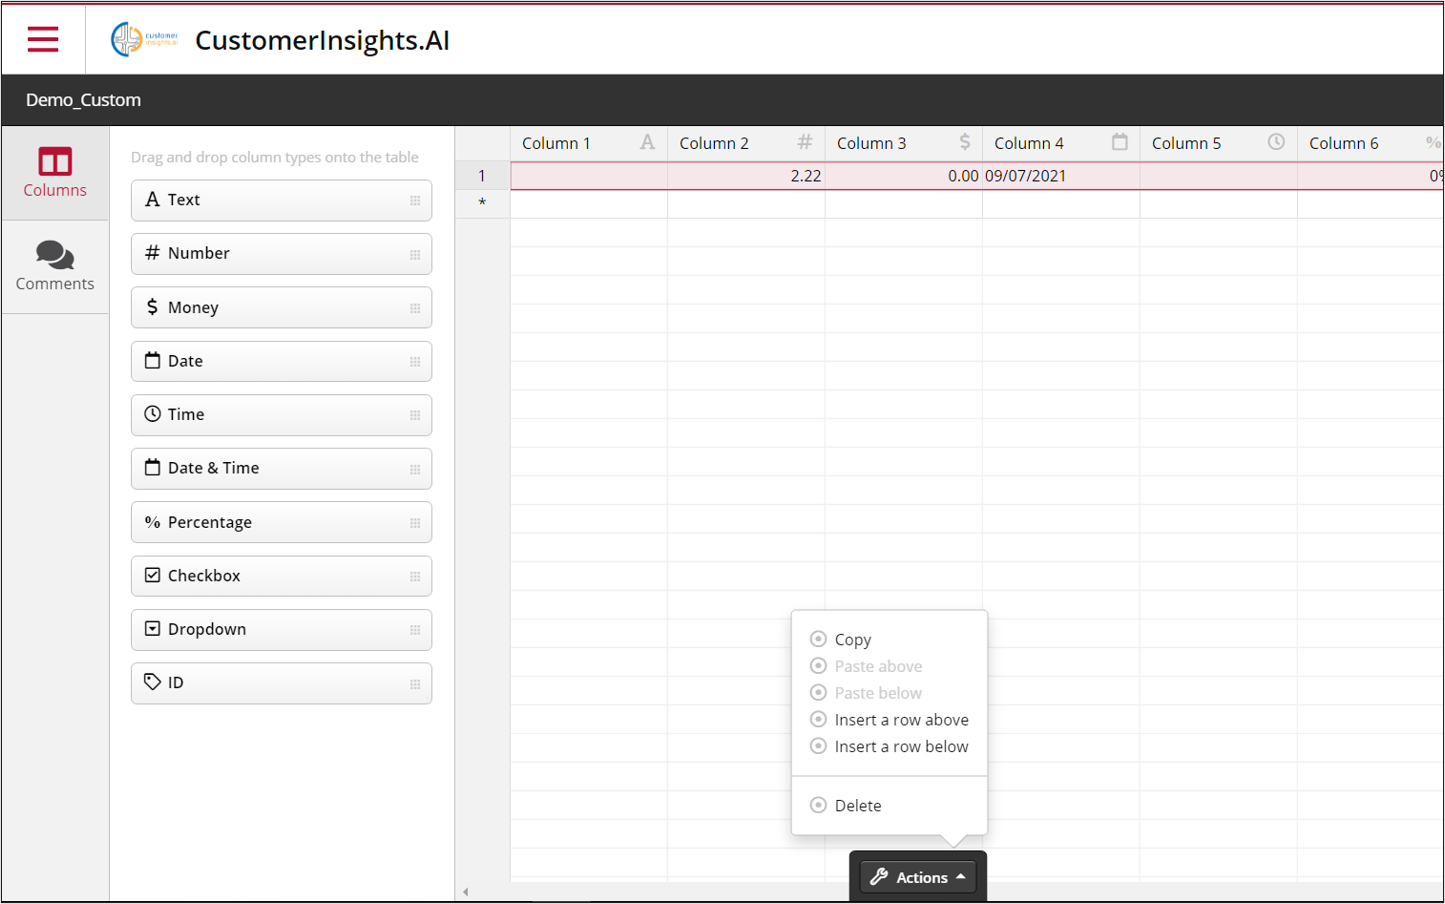 customer
insights.ai
CustomerInsights.AI
Demo_Custom
Columns
Comments
Drag and drop column types onto the table
A Text
# Number
$ Money
Date
Time
Date & Time
% Percentage
Checkbox
Dropdown
ID
Column 1 A Column 2 # Column 3 $ Column 4 Column 5 Column 6 %
1 2.22 0.00 09/07/2021 0%
*
Copy
Paste above
Paste below
Insert a row above
Insert a row below
Delete
Actions